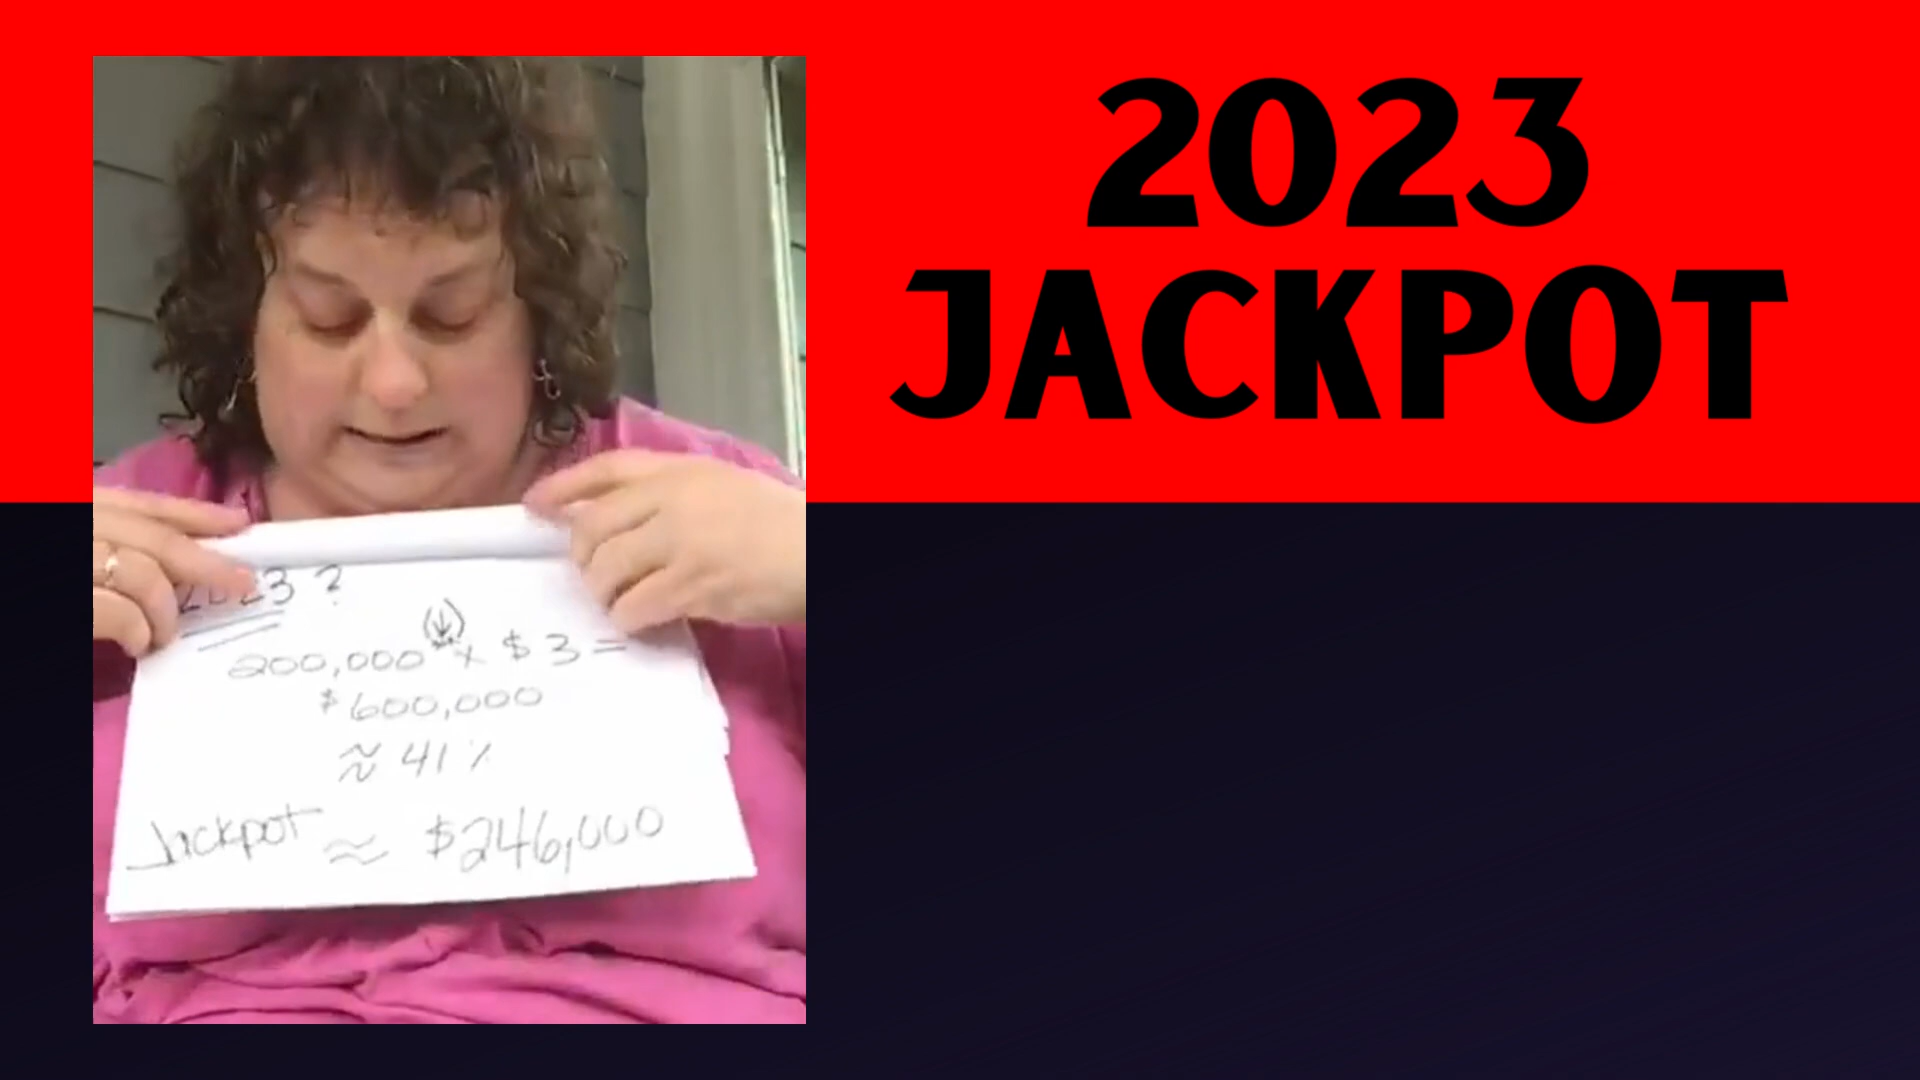 2023
JACKPOT
2023?
200,000 (↓) x $3 =
$600,000
≈ 41%
Jackpot ≈ $246,000